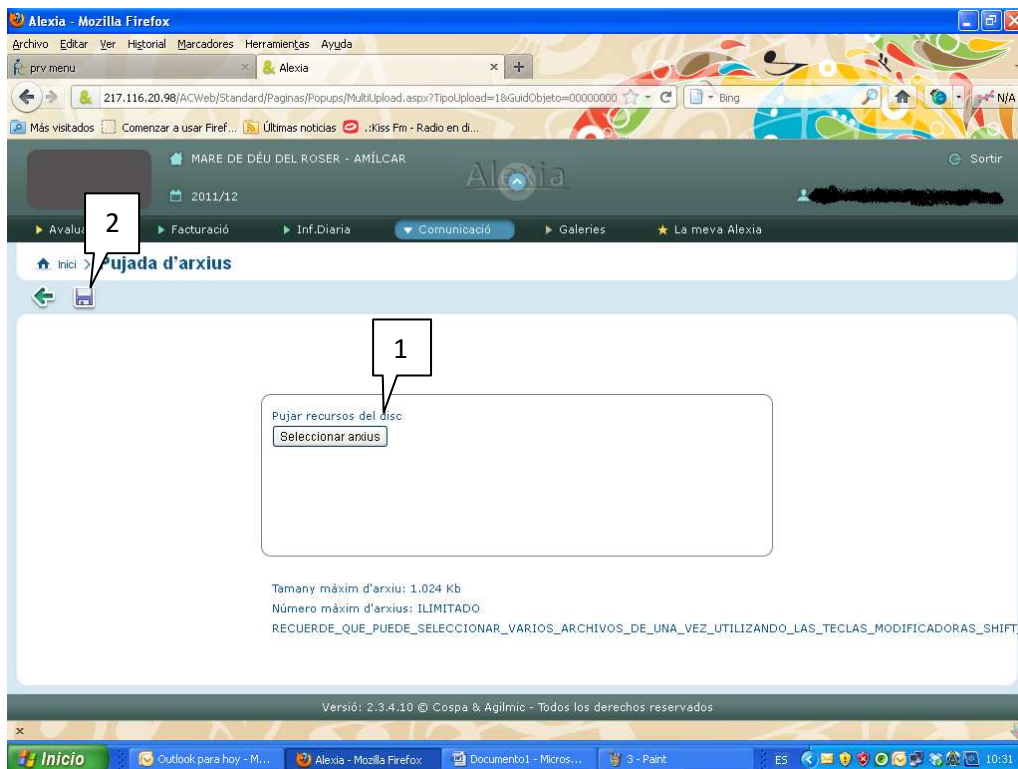 Alexia - Mozilla Firefox
Archivo Editar Ver Historial Marcadores Herramientas Ayuda
prv menu × Alexia × +
217.116.20.98/ACWeb/Standard/Paginas/Popups/MultiUpload.aspx?TipoUpload=1&GuidObjeto=00000000 Bing N/A
Más visitados Comenzar a usar Firef... Últimas noticias .:Kiss Fm - Radio en di...
MARE DE DÉU DEL ROSER - AMÍLCAR Alexia Sortir
2011/12
Facturació Inf.Diaria Comunicació Galeries La meva Alexia
2
Inici > Pujada d'arxius
1
Pujar recursos del disc
Seleccionar arxius
Tamany màxim d'arxiu: 1.024 Kb
Número màxim d'arxius: ILIMITADO
RECUERDE_QUE_PUEDE_SELECCIONAR_VARIOS_ARCHIVOS_DE_UNA_VEZ_UTILIZANDO_LAS_TECLAS_MODIFICADORAS_SHIFT_
Versió: 2.3.4.10 © Cospa & Agilmic - Todos los derechos reservados
×
Inicio Outlook para hoy - M... Alexia - Mozilla Firefox Documento1 - Micros... 3 - Paint ES 10:31